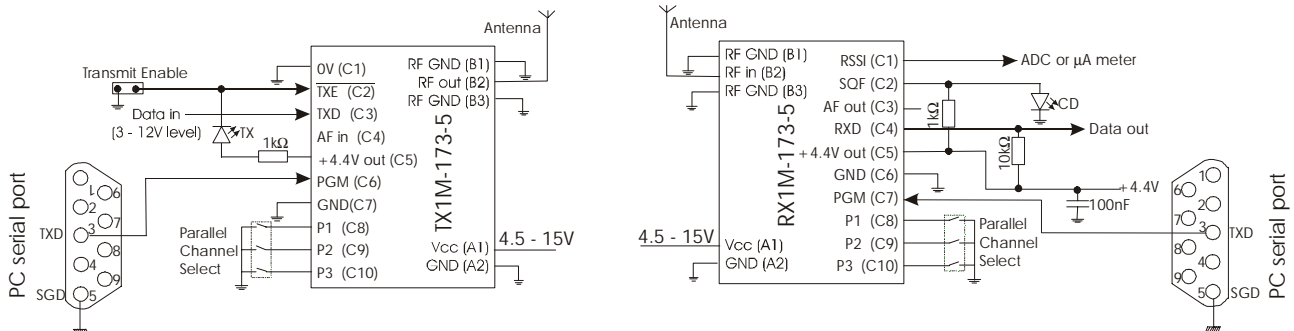 Antenna
Transmit Enable
Data in
(3 - 12V level)
TX
1kΩ
0V (C1)
TXE (C2)
TXD (C3)
AF in (C4)
+4.4V out (C5)
PGM (C6)
GND(C7)
P1 (C8)
P2 (C9)
P3 (C10)
RF GND (B1)
RF out (B2)
RF GND (B3)
TX1M-173-5
Vcc (A1)
GND (A2)
4.5 - 15V
Parallel
Channel
Select
PC serial port
TXD
SGD
1
6
2
7
3
8
4
9
5
Antenna
RF GND (B1)
RF in (B2)
RF GND (B3)
RX1M-173-5
4.5 - 15V
Vcc (A1)
GND (A2)
RSSI (C1)
SQF (C2)
AF out (C3)
RXD (C4)
+4.4V out (C5)
GND (C6)
PGM (C7)
P1 (C8)
P2 (C9)
P3 (C10)
ADC or µA meter
CD
1kΩ
Data out
10kΩ
+4.4V
100nF
Parallel
Channel
Select
1
6
2
7
3
8
4
9
5
TXD
SGD
PC serial port